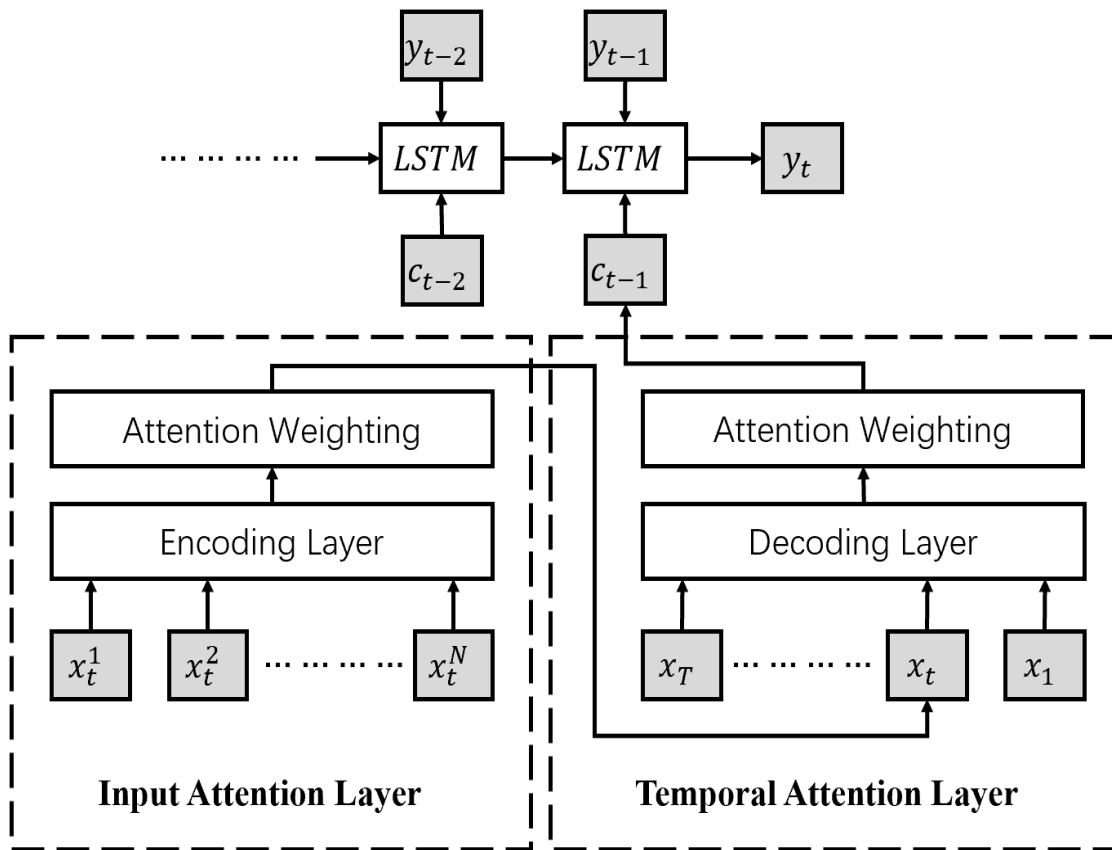 y_{t-2} y_{t-1}
... ... ... ... LSTM LSTM y_t
c_{t-2} c_{t-1}
Attention Weighting Attention Weighting
Encoding Layer Decoding Layer
x_t^1 x_t^2 ... ... ... ... x_t^N x_T ... ... ... ... x_t x_1
Input Attention Layer Temporal Attention Layer